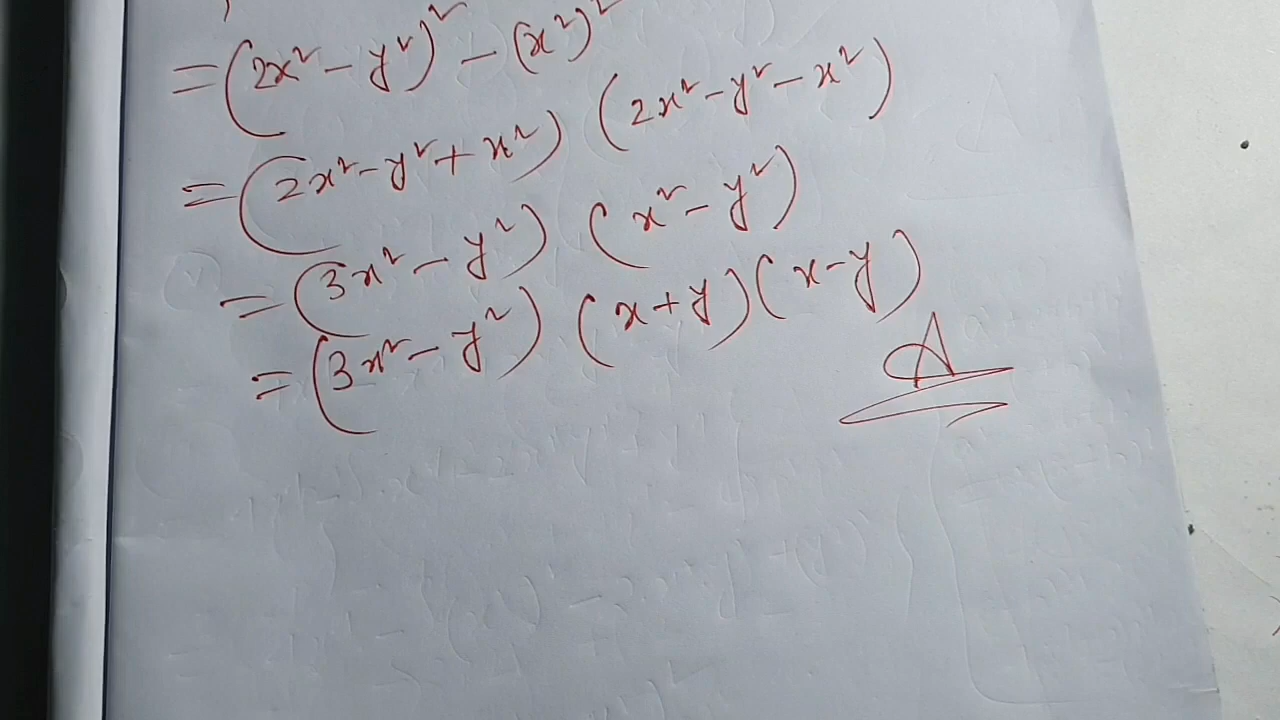 =(2x²-y²)²-(x²)²
=(2x²-y²+x²)(2x²-y²-x²)
=(3x²-y²)(x²-y²)
=(3x²-y²)(x+y)(x-y)
A